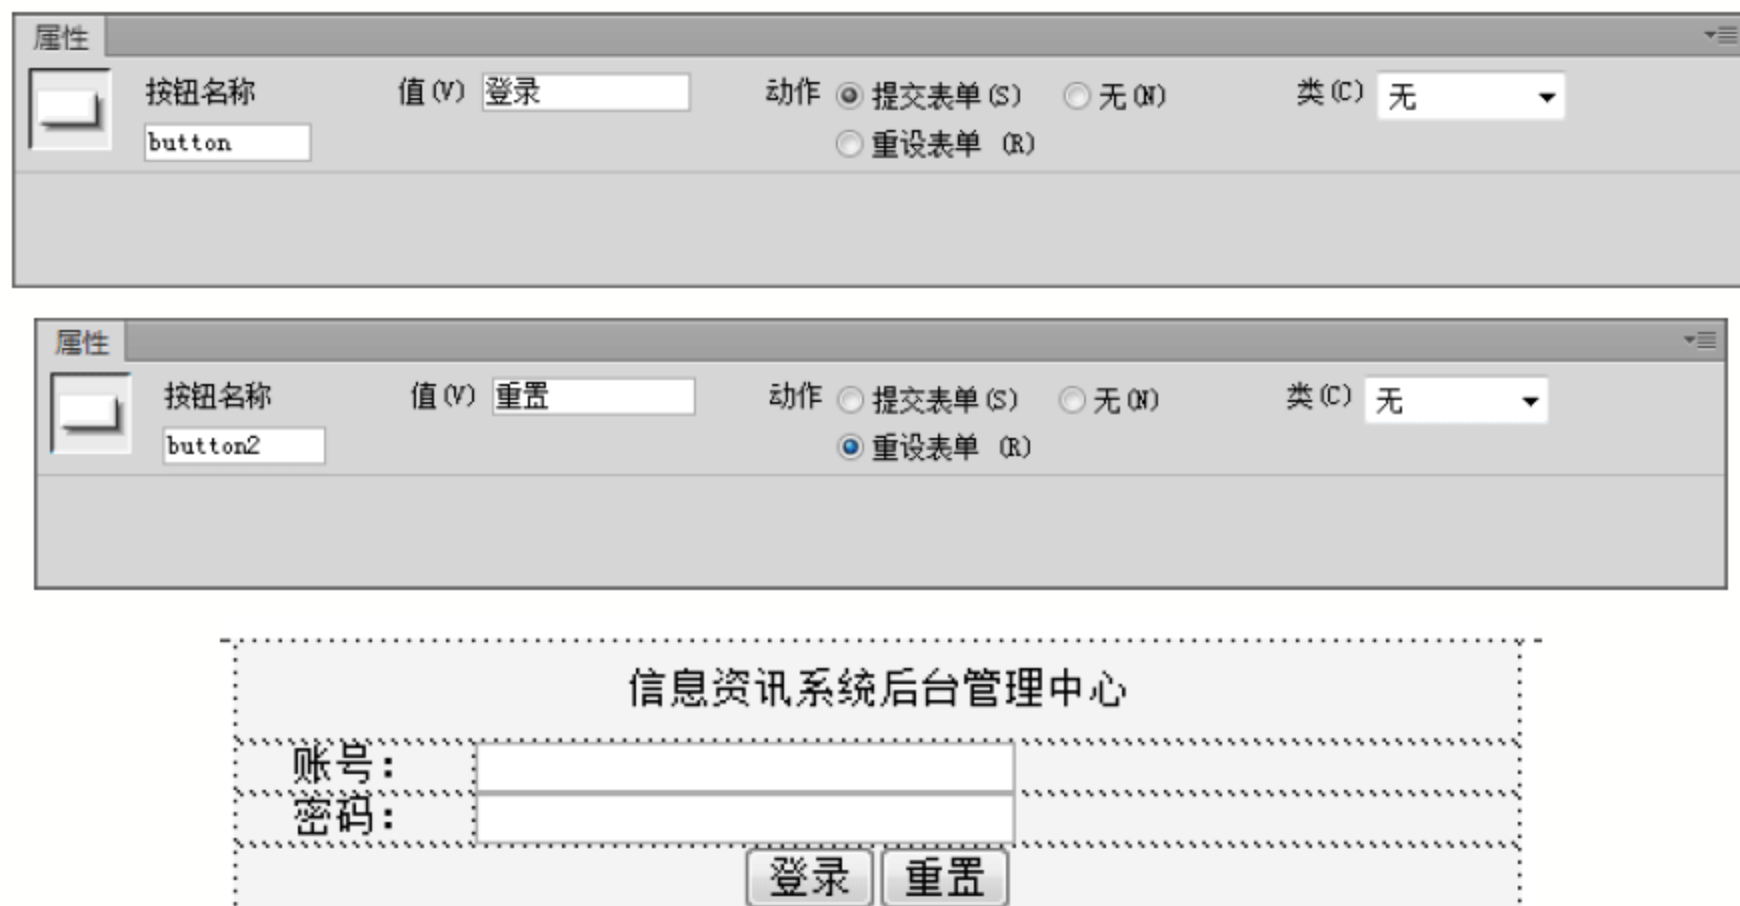 属性
按钮名称 值(V) 登录 动作 提交表单(S) 无(N) 类(C) 无
button 重设表单 (R)
属性
按钮名称 值(V) 重置 动作 提交表单(S) 无(N) 类(C) 无
button2 重设表单 (R)
信息资讯系统后台管理中心
账号:
密码:
登录 重置